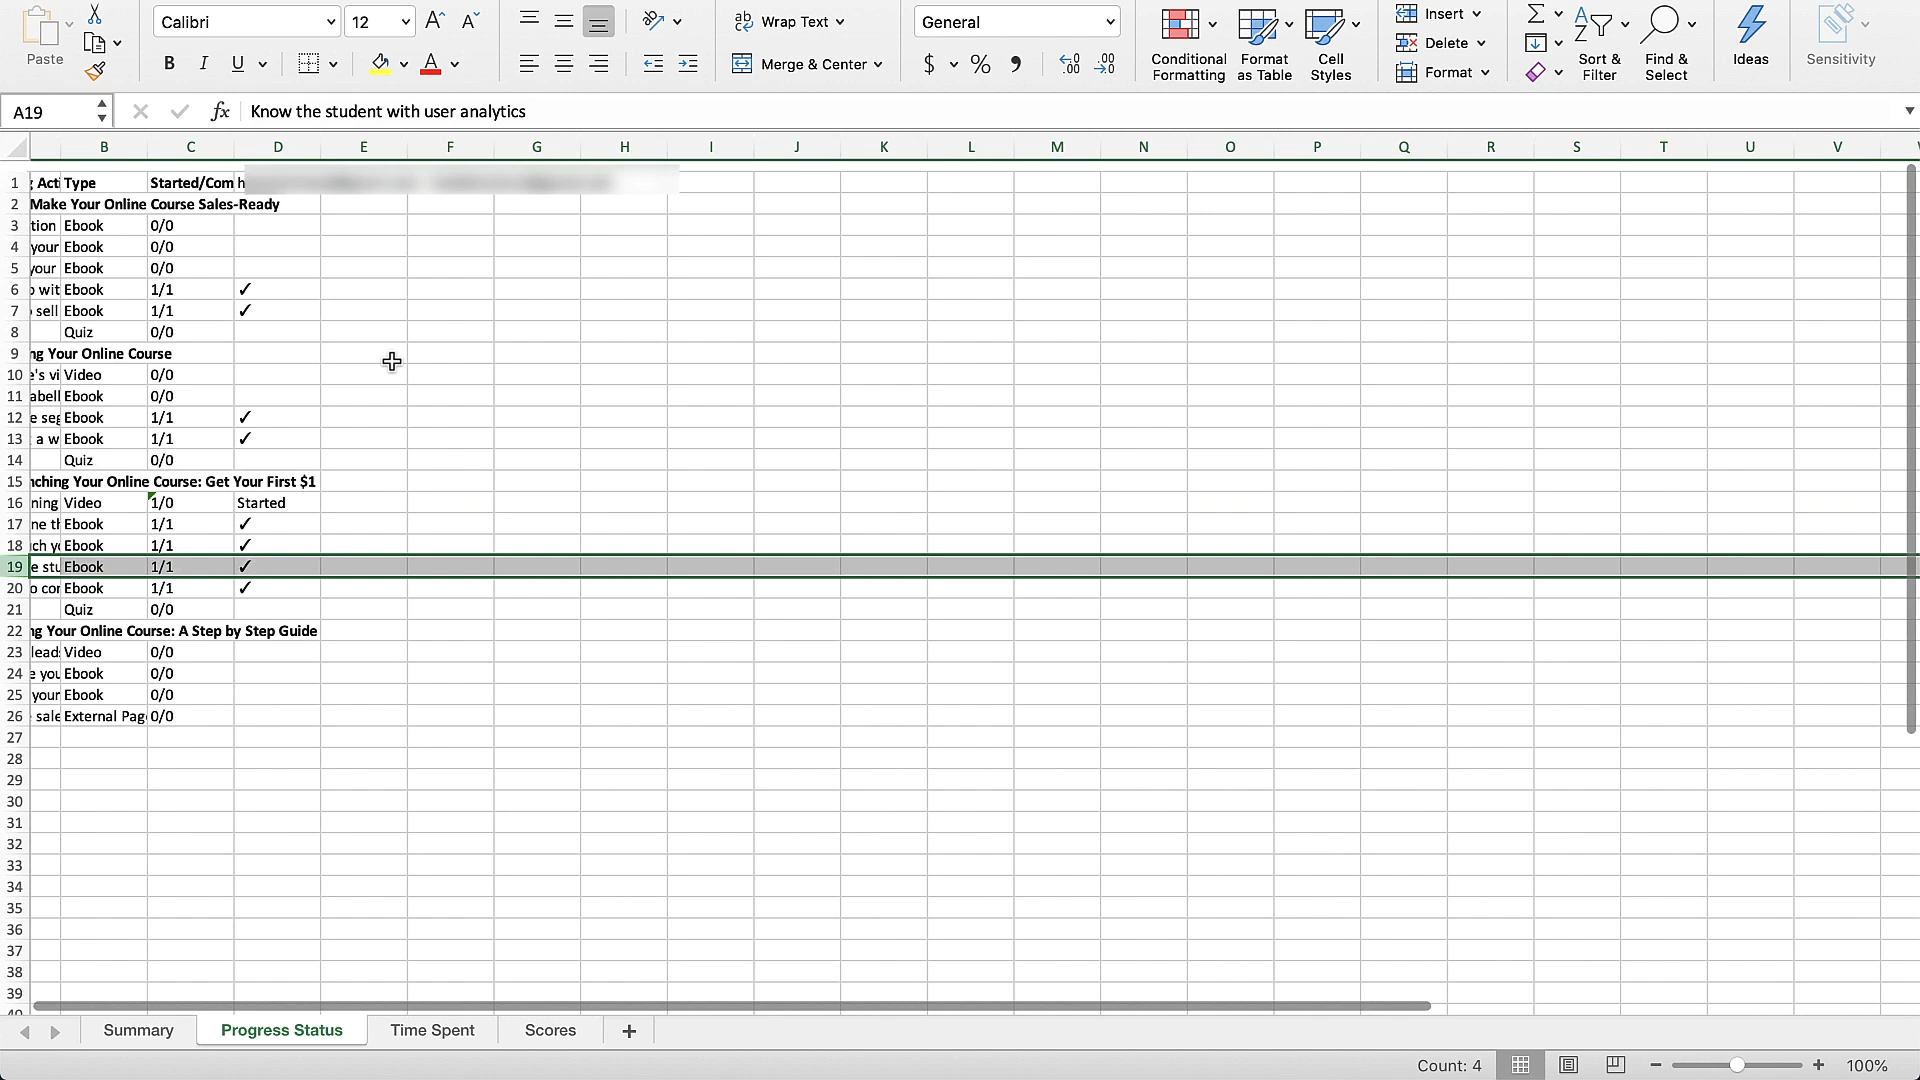 Paste Calibri 12 A A Wrap Text General Conditional Formatting Format as Table Cell Styles Insert Delete Format Sort & Filter Find & Select Ideas Sensitivity
B I U A Merge & Center $ % 9
A19 fx Know the student with user analytics
B C D E F G H I J K L M N O P Q R S T U V
1 Acti Type Started/Com h
2 Make Your Online Course Sales-Ready
3 tion Ebook 0/0
4 your Ebook 0/0
5 your Ebook 0/0
6 wit Ebook 1/1 ✓
7 sell Ebook 1/1 ✓
8 Quiz 0/0
9 ng Your Online Course
10 e's vi Video 0/0
11 abell Ebook 0/0
12 e seg Ebook 1/1 ✓
13 a w Ebook 1/1 ✓
14 Quiz 0/0
15 nching Your Online Course: Get Your First $1
16 ning Video 1/0 Started
17 ne th Ebook 1/1 ✓
18 ch yo Ebook 1/1 ✓
19 e stu Ebook 1/1 ✓
20 o con Ebook 1/1 ✓
21 Quiz 0/0
22 ng Your Online Course: A Step by Step Guide
23 leads Video 0/0
24 e you Ebook 0/0
25 your Ebook 0/0
26 sale External Pag 0/0
27
28
29
30
31
32
33
34
35
36
37
38
39
Summary Progress Status Time Spent Scores +
Count: 4 100%